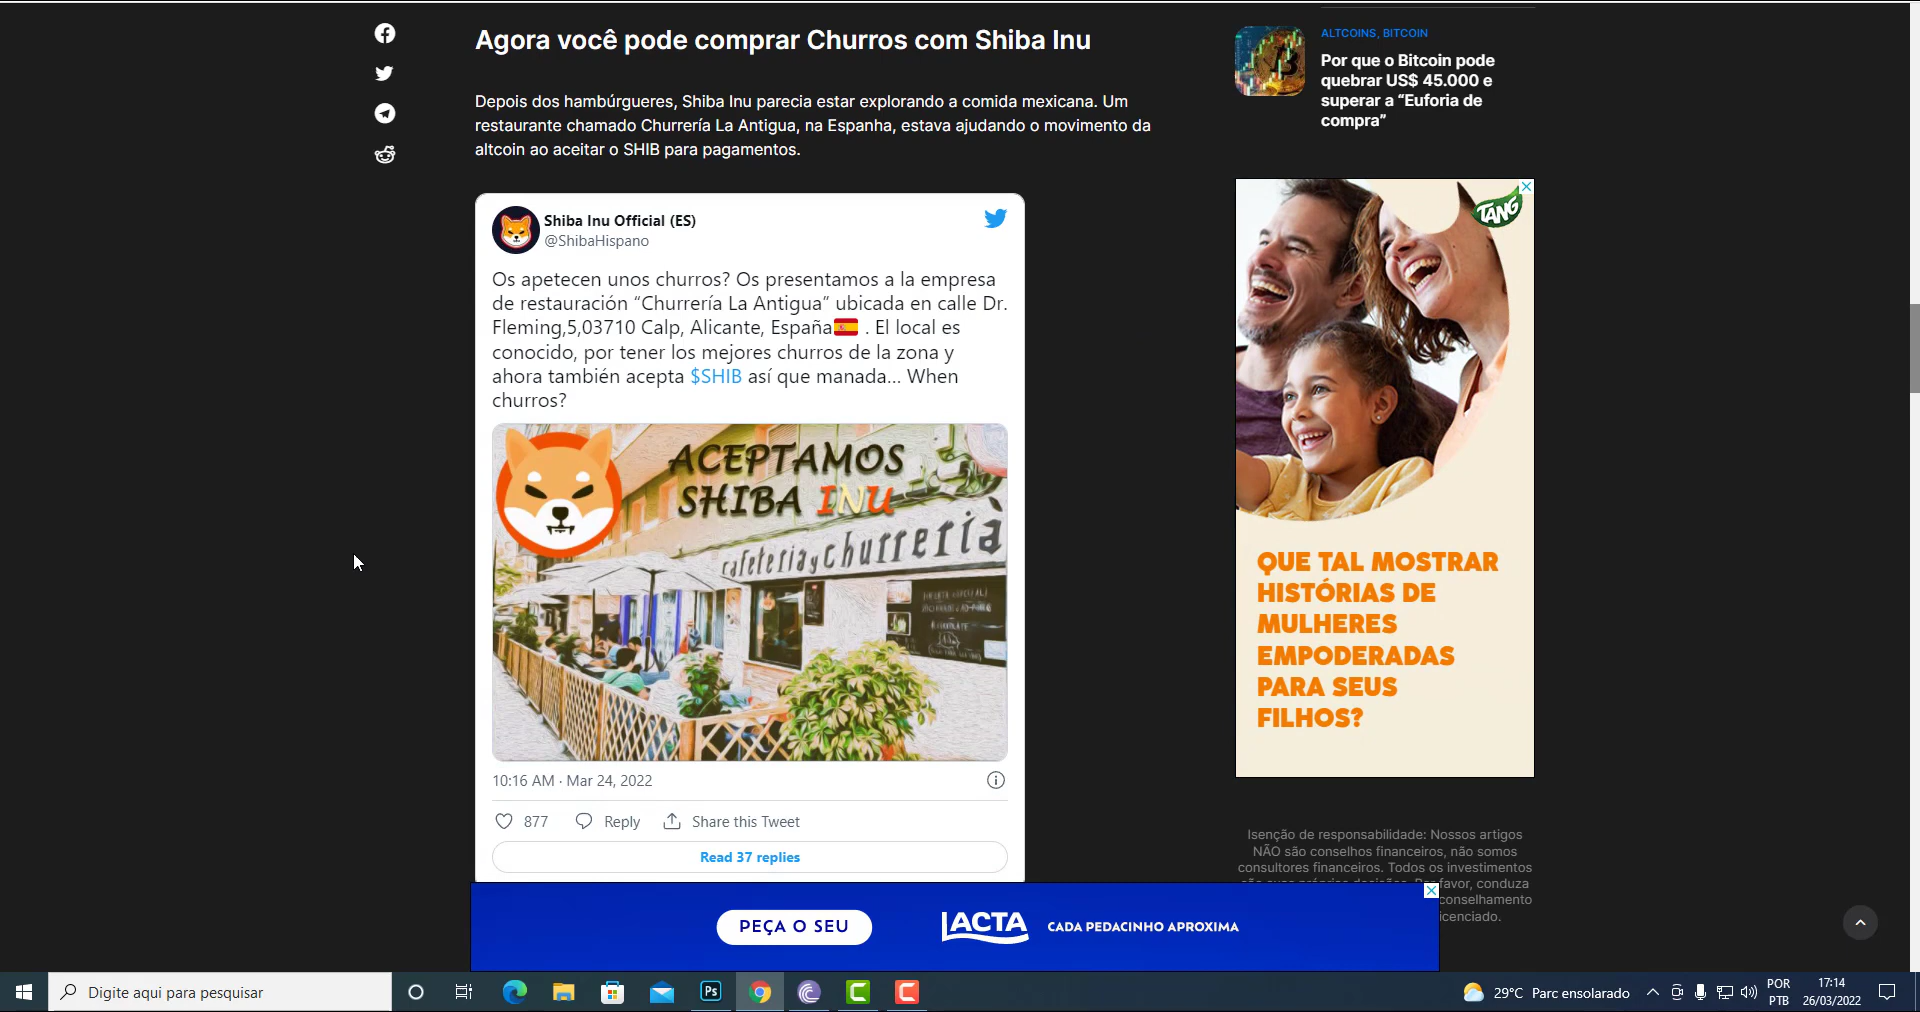 Agora você pode comprar Churros com Shiba Inu
Depois dos hambúrgueres, Shiba Inu parecia estar explorando a comida mexicana. Um
restaurante chamado Churrería La Antigua, na Espanha, estava ajudando o movimento da
altcoin ao aceitar o SHIB para pagamentos.
Shiba Inu Official (ES)
@ShibaHispano
Os apetecen unos churros? Os presentamos a la empresa
de restauración “Churrería La Antigua” ubicada en calle Dr.
Fleming,5,03710 Calp, Alicante, España🇪🇸 . El local es
conocido, por tener los mejores churros de la zona y
ahora también acepta $SHIB así que manada... When
churros?
ACEPTAMOS
SHIBA INU
cafeteria y churreria
10:16 AM · Mar 24, 2022
877
Reply
Share this Tweet
Read 37 replies
ALTCOINS, BITCOIN
Por que o Bitcoin pode
quebrar US$ 45.000 e
superar a “Euforia de
compra”
TANG
QUE TAL MOSTRAR
HISTÓRIAS DE
MULHERES
EMPODERADAS
PARA SEUS
FILHOS?
Isenção de responsabilidade: Nossos artigos
NÃO são conselhos financeiros, não somos
consultores financeiros. Todos os investimentos
favor, conduza
conselhamento
icenciado.
PEÇA O SEU
LACTA
CADA PEDACINHO APROXIMA
Digite aqui para pesquisar
Ps
29°C Parc ensolarado
POR
PTB
17:14
26/03/2022